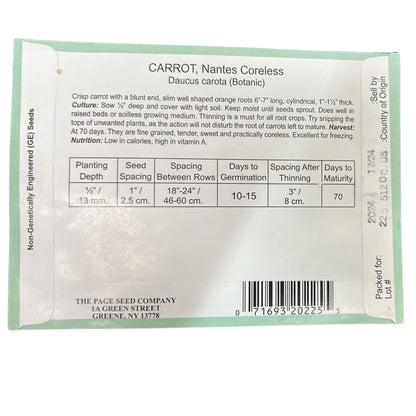 CARROT, Nantes Coreless
Daucus carota (Botanic)
Crisp carrot with a blunt end, slim well shaped orange roots 6"-7" long, cylindrical, 1"-1½" thick.
Culture: Sow ½" deep and cover with light soil. Keep moist until seeds sprout. Does well in
raised beds or soilless growing medium. Thinning is a must for all root crops. Try snipping the
tops of unwanted plants, as the action will not disturb the root of carrots left to mature. Harvest:
At 70 days. They are fine grained, tender, sweet and practically coreless. Excellent for freezing.
Nutrition: Low in calories, high in vitamin A.
Planting Depth Seed Spacing Spacing Between Rows Days to Germination Spacing After Thinning Days to Maturity
½"/ 13 mm. 1"/ 2.5 cm. 18"-24"/ 46-60 cm. 10-15 3"/ 8 cm. 70
THE PAGE SEED COMPANY
1A GREEN STREET
GREENE, NY 13778
0 71693 20225 5
Non-Genetically Engineered (GE) Seeds
:Sell by
:Country of Origin
12/24
US
2024
512 OC
Packed for:
Lot #